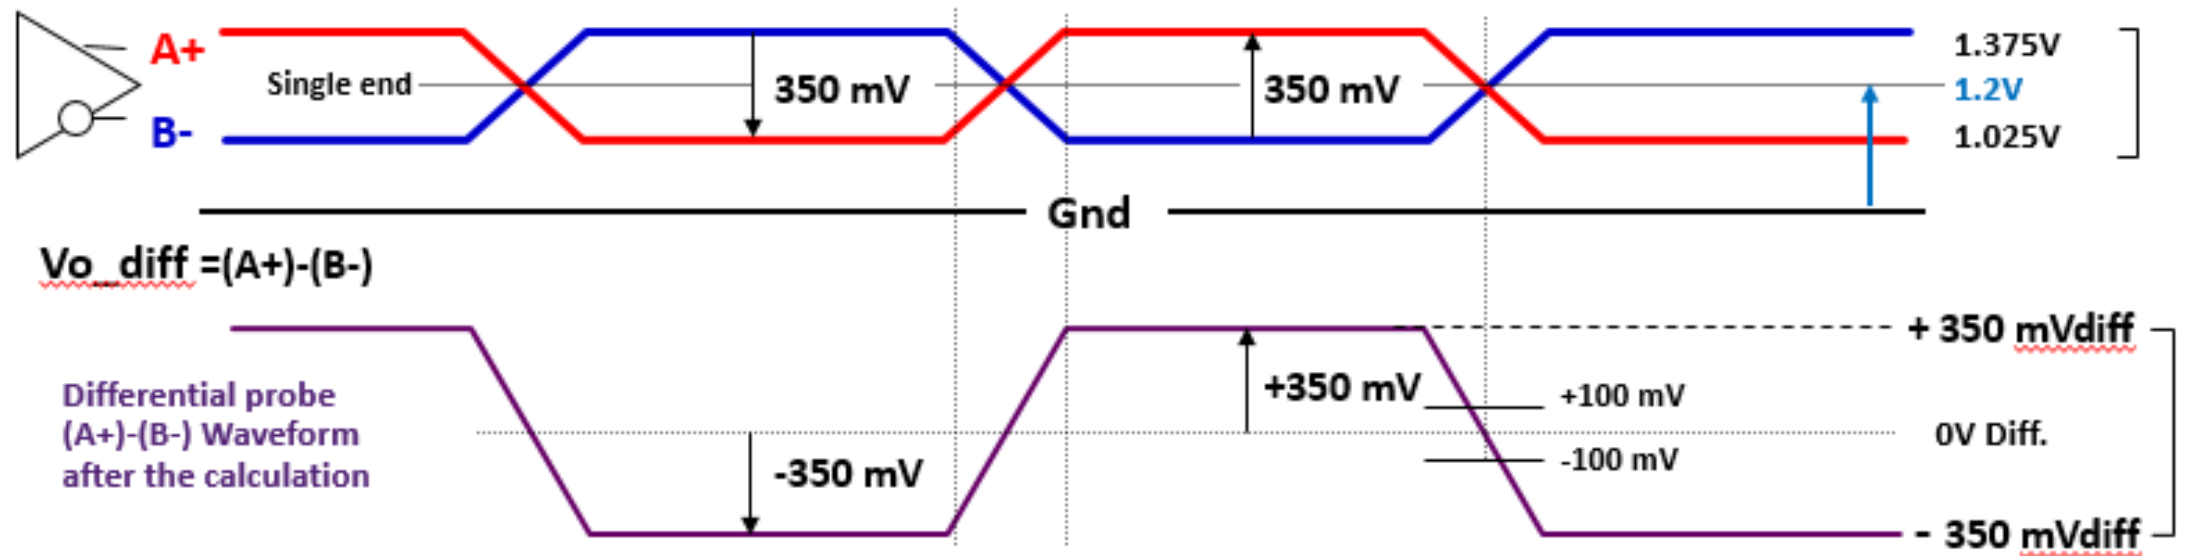 A+
1.375V
Single end
350 mV
350 mV
1.2V
B-
1.025V
Gnd
Vo_diff =(A+)-(B-)
+ 350 mVdiff
Differential probe
+350 mV
+100 mV
(A+)-(B-) Waveform
0V Diff.
after the calculation
-350 mV
-100 mV
- 350 mVdiff